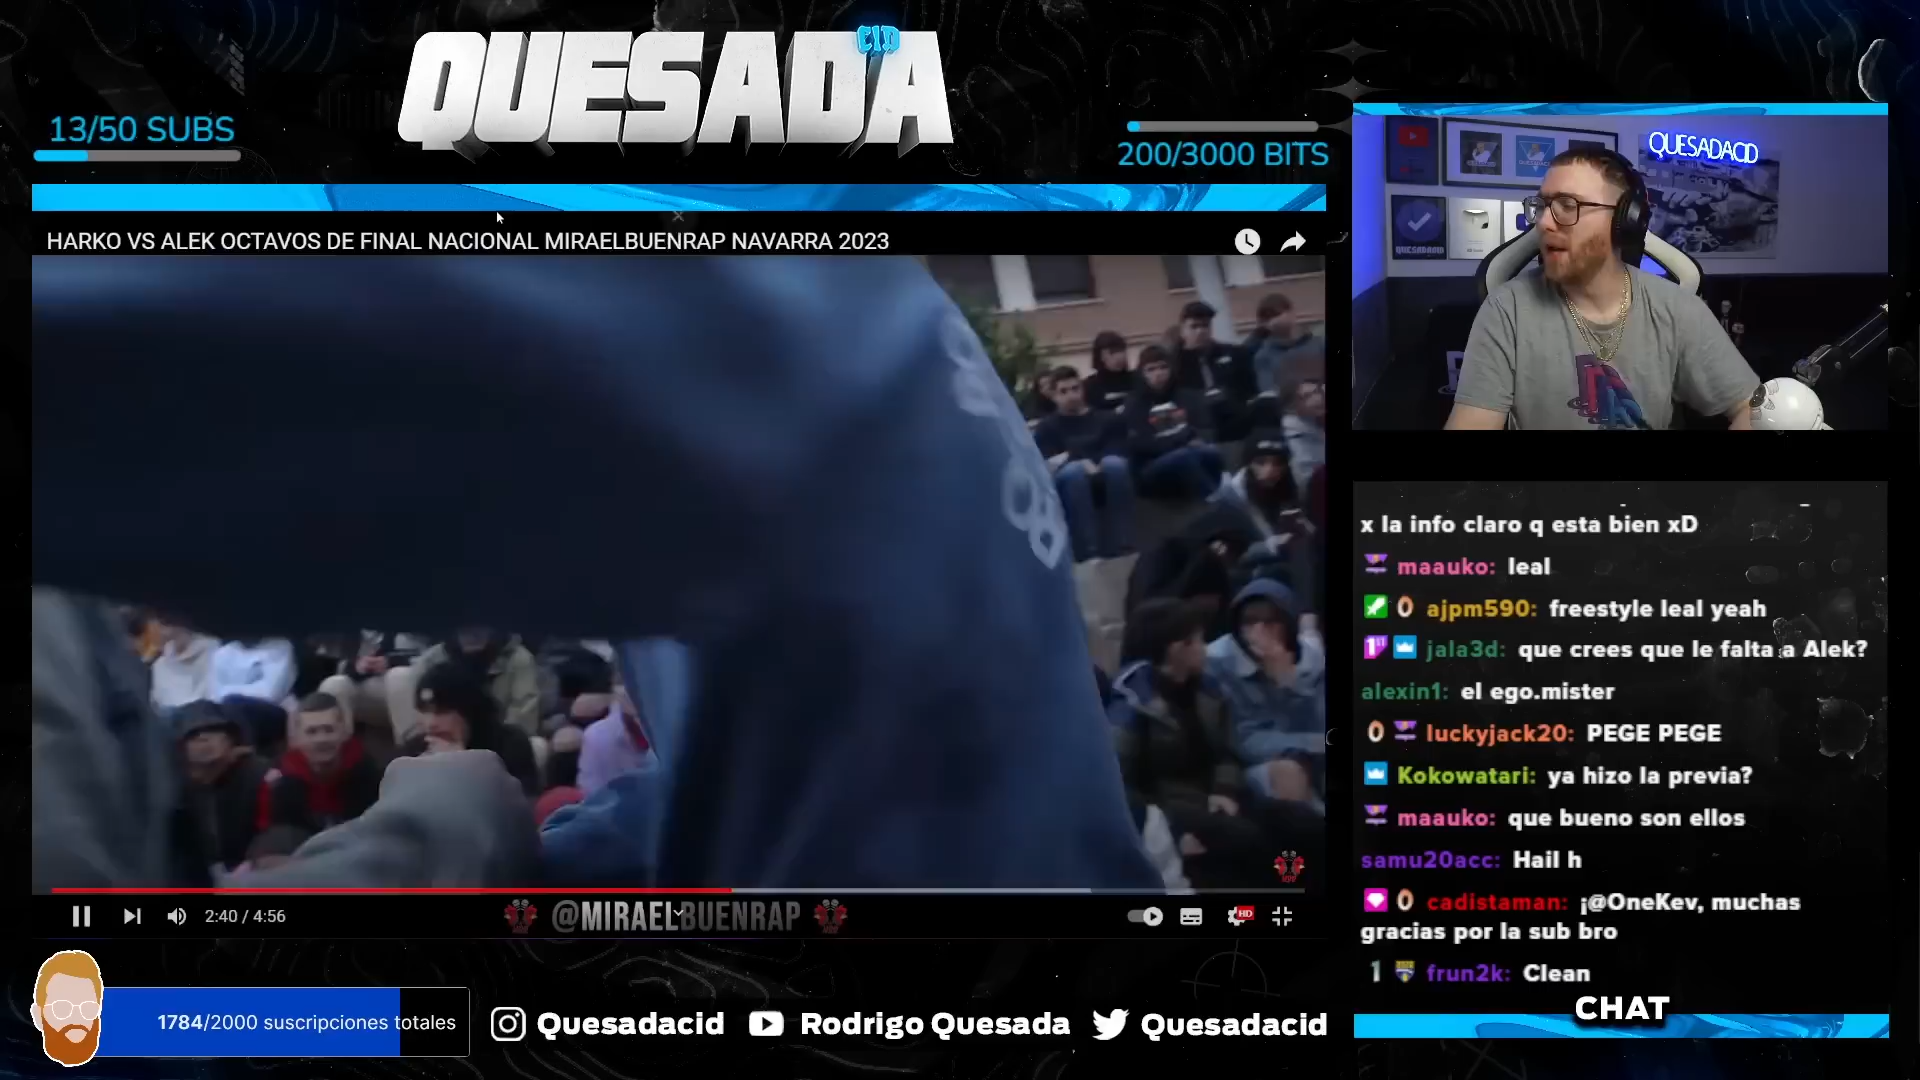 QUESADA
CID
13/50 SUBS
200/3000 BITS
QUESADACID
HARKO VS ALEK OCTAVOS DE FINAL NACIONAL MIRAELBUENRAP NAVARRA 2023
x la info claro q esta bien xD
maauko: leal
ajpm590: freestyle leal yeah
jala3d: que crees que le falta a Alek?
alexin1: el ego.mister
luckyjack20: PEGE PEGE
Kokowatari: ya hizo la previa?
maauko: que bueno son ellos
samu20acc: Hail h
cadistaman: ¡@OneKev, muchas
gracias por la sub bro
1 frun2k: Clean
CHAT
2:40 / 4:56
@MIRAELBUENRAP
HD
1784/2000 suscripciones totales
Quesadacid
Rodrigo Quesada
Quesadacid